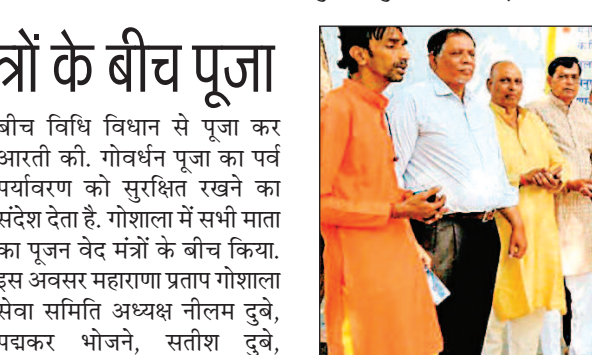 त्रों के बीच पूजा
बीच विधि विधान से पूजा कर
आरती की. गोवर्धन पूजा का पर्व
पर्यावरण को सुरक्षित रखने का
संदेश देता है. गोशाला में सभी माता
का पूजन वेद मंत्रों के बीच किया.
इस अवसर महाराणा प्रताप गोशाला
सेवा समिति अध्यक्ष नीलम दुबे,
पद्मकर भोजने, सतीश दुबे,